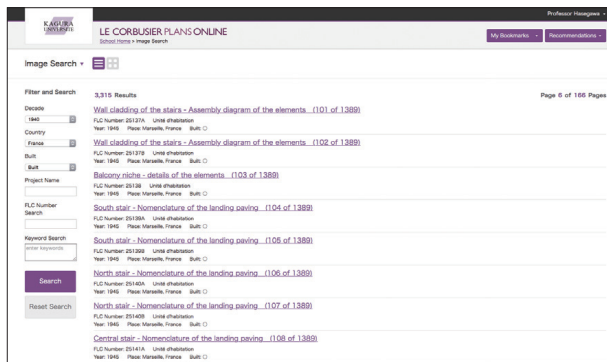 Professor Hasegawa
KAGURA
UNIVERSITÉ
LE CORBUSIER PLANS ONLINE
School Home > Image Search
My Bookmarks
Recommendations
Image Search
Filter and Search
Decade
1940
Country
France
Built
Built
Project Name
FLC Number
Search
Keyword Search
enter keywords
Search
Reset Search
3,315 Results
Page 6 of 166 Pages
Wall cladding of the stairs - Assembly diagram of the elements (101 of 1389)
FLC Number: 25137A Unité d'habitation
Year: 1945 Place: Marseille, France Built: O
Wall cladding of the stairs - Assembly diagram of the elements (102 of 1389)
FLC Number: 25137B Unité d'habitation
Year: 1945 Place: Marseille, France Built: O
Balcony niche - details of the elements (103 of 1389)
FLC Number: 25138 Unité d'habitation
Year: 1945 Place: Marseille, France Built: O
South stair - Nomenclature of the landing paving (104 of 1389)
FLC Number: 25139A Unité d'habitation
Year: 1945 Place: Marseille, France Built: O
South stair - Nomenclature of the landing paving (105 of 1389)
FLC Number: 25139B Unité d'habitation
Year: 1945 Place: Marseille, France Built: O
North stair - Nomenclature of the landing paving (106 of 1389)
FLC Number: 25140A Unité d'habitation
Year: 1945 Place: Marseille, France Built: O
North stair - Nomenclature of the landing paving (107 of 1389)
FLC Number: 25140B Unité d'habitation
Year: 1945 Place: Marseille, France Built: O
Central stair - Nomenclature of the landing paving (108 of 1389)
FLC Number: 25141A Unité d'habitation
Year: 1945 Place: Marseille, France Built: O